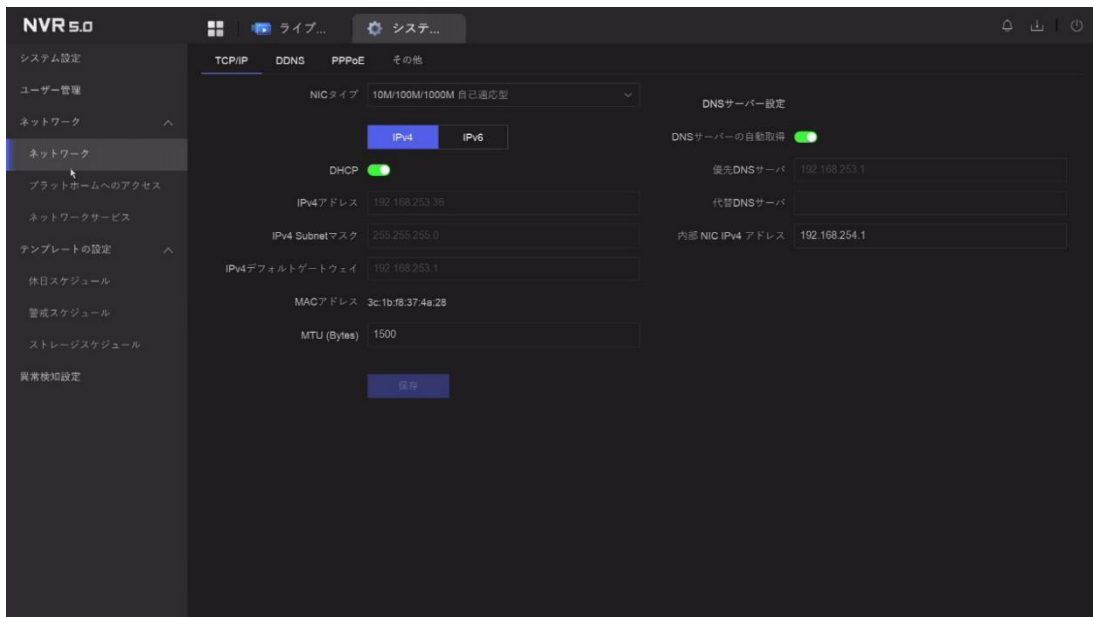 NVR 5.0
ライブ...
システ...
システム設定
ユーザー管理
ネットワーク
ネットワーク
プラットホームへのアクセス
ネットワークサービス
テンプレートの設定
休日スケジュール
警戒スケジュール
ストレージスケジュール
異常検知設定
TCP/IP DDNS PPPoE その他
NICタイプ 10M/100M/1000M 自己適応型
IPv4 IPv6
DHCP
IPv4アドレス 192.168.253.36
IPv4 Subnetマスク 255.255.255.0
IPv4デフォルトゲートウェイ 192.168.253.1
MACアドレス 3c:1b:f8:37:4a:28
MTU (Bytes) 1500
保存
DNSサーバー設定
DNSサーバーの自動取得
優先DNSサーバ 192.168.253.1
代替DNSサーバ
内部 NIC IPv4 アドレス 192.168.254.1